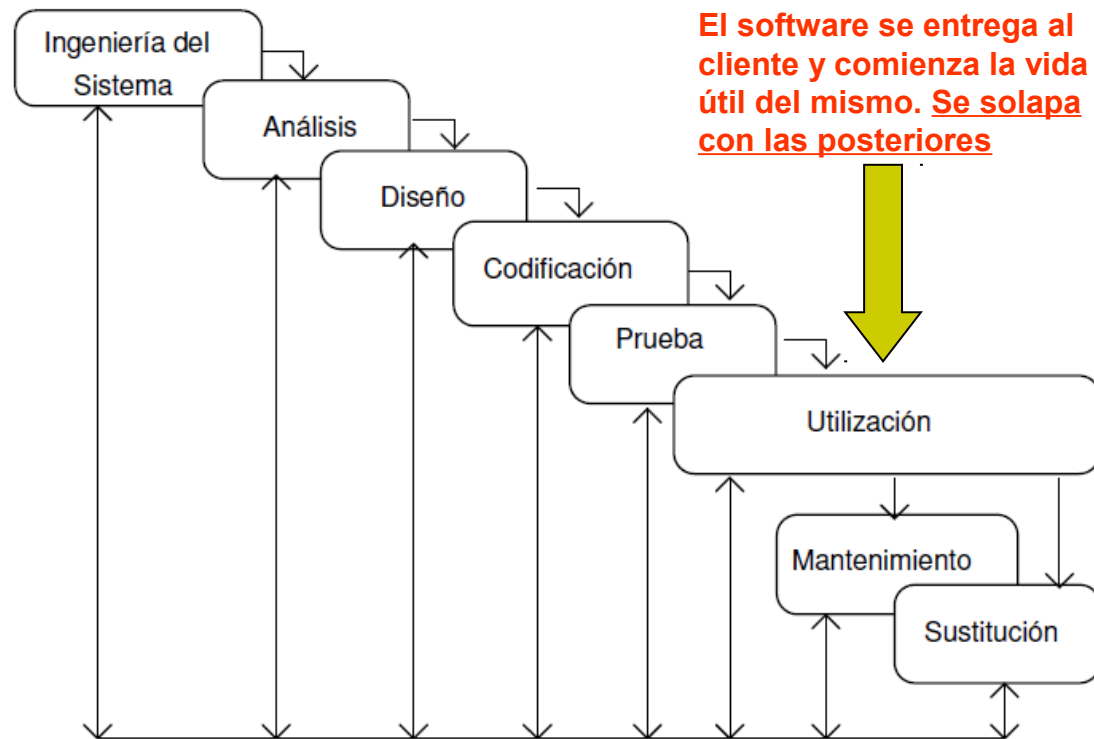 Ingeniería del
Sistema
El software se entrega al
cliente y comienza la vida
útil del mismo. Se solapa
con las posteriores
Análisis
Diseño
Codificación
Prueba
Utilización
Mantenimiento
Sustitución